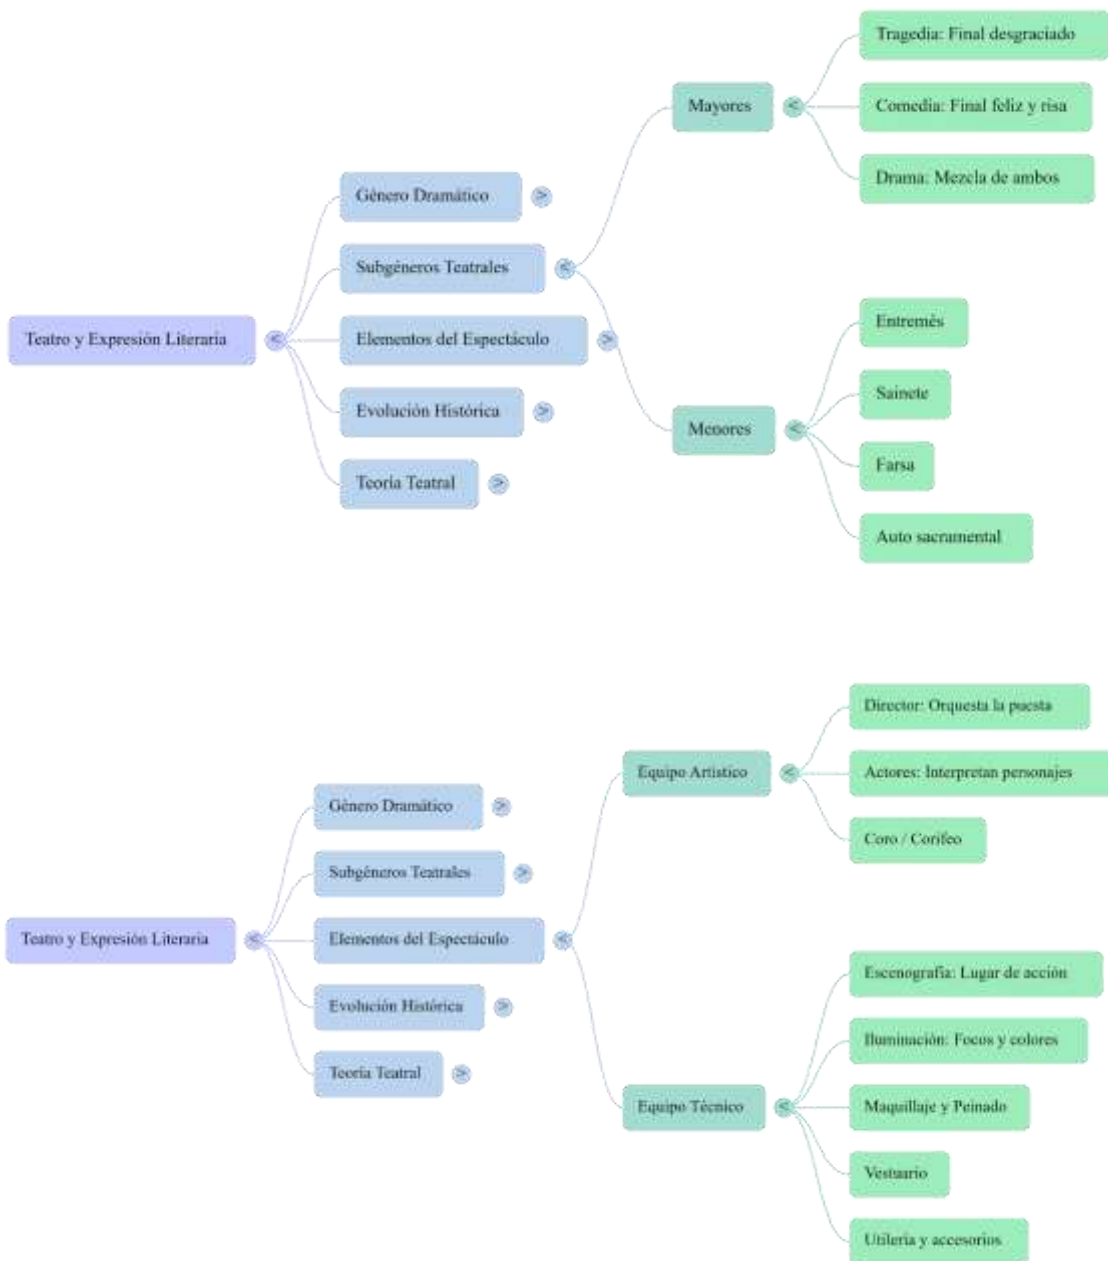 Tragedia: Final desgraciado
Mayores
Comedia: Final feliz y risa
Drama: Mezcla de ambos
Género Dramático
Subgéneros Teatrales
Teatro y Expresión Literaria
Elementos del Espectáculo
Evolución Histórica
Teoría Teatral
Entremés
Sainete
Menores
Farsa
Auto sacramental
Director: Orquesta la puesta
Equipo Artístico
Actores: Interpretan personajes
Coro / Corifeo
Género Dramático
Subgéneros Teatrales
Teatro y Expresión Literaria
Elementos del Espectáculo
Evolución Histórica
Teoría Teatral
Escenografía: Lugar de acción
Iluminación: Focos y colores
Equipo Técnico
Maquillaje y Peinado
Vestuario
Utilería y accesorios